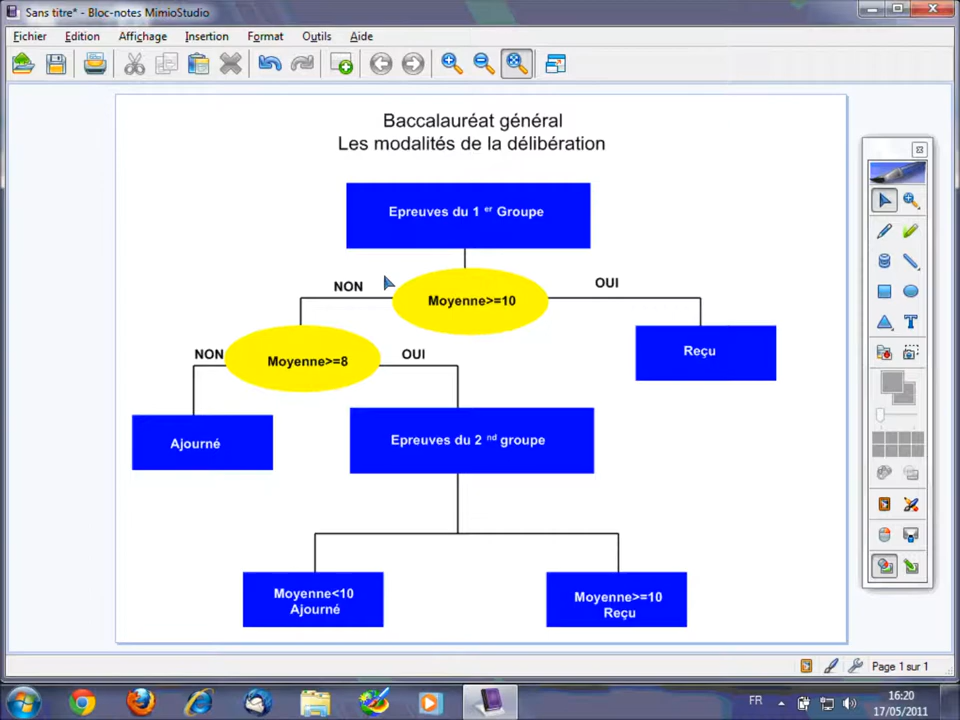 Sans titre* - Bloc-notes MimioStudio
Fichier Edition Affichage Insertion Format Outils Aide
Baccalauréat général
Les modalités de la délibération
Epreuves du 1 er Groupe
NON
Moyenne>=10
OUI
Reçu
NON
Moyenne>=8
OUI
Ajourné
Epreuves du 2 nd groupe
Moyenne<10
Ajourné
Moyenne>=10
Reçu
Page 1 sur 1
FR
16:20
17/05/2011